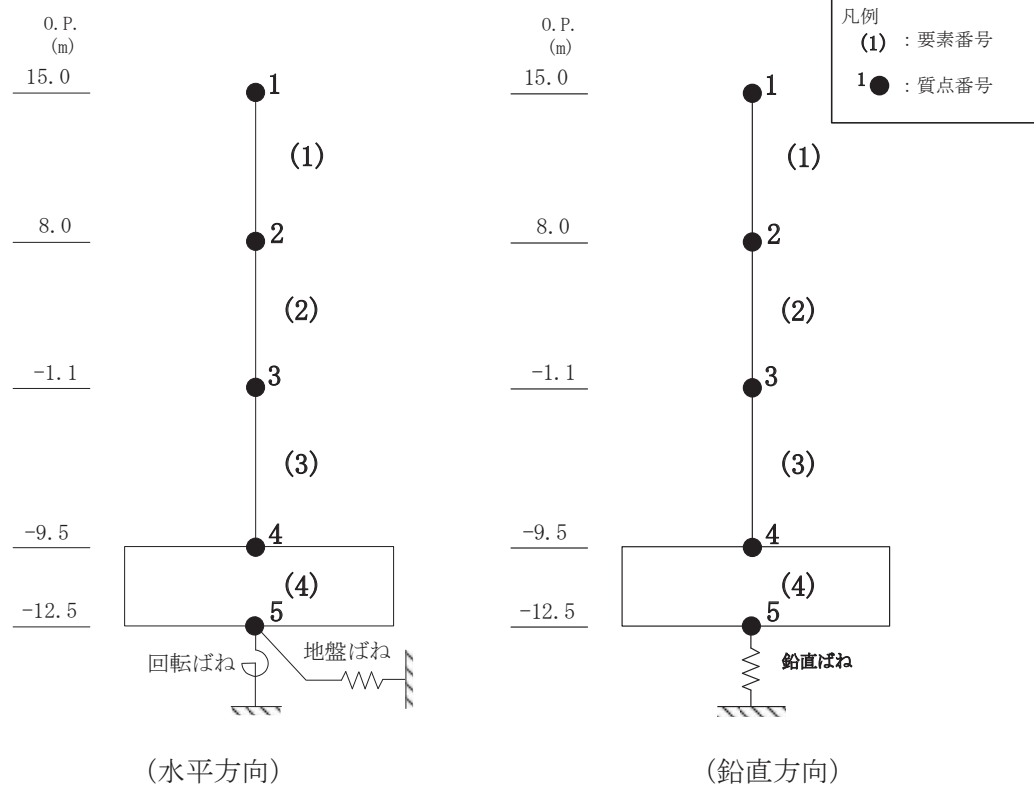 O.P.
(m)
15.0
1
(1)
8.0
2
(2)
-1.1
3
(3)
-9.5
4
(4)
-12.5
5
回転ばね
地盤ばね
(水平方向)
O.P.
(m)
15.0
1
(1)
8.0
2
(2)
-1.1
3
(3)
-9.5
4
(4)
-12.5
5
鉛直ばね
(鉛直方向)
凡例
(1) : 要素番号
1 : 質点番号